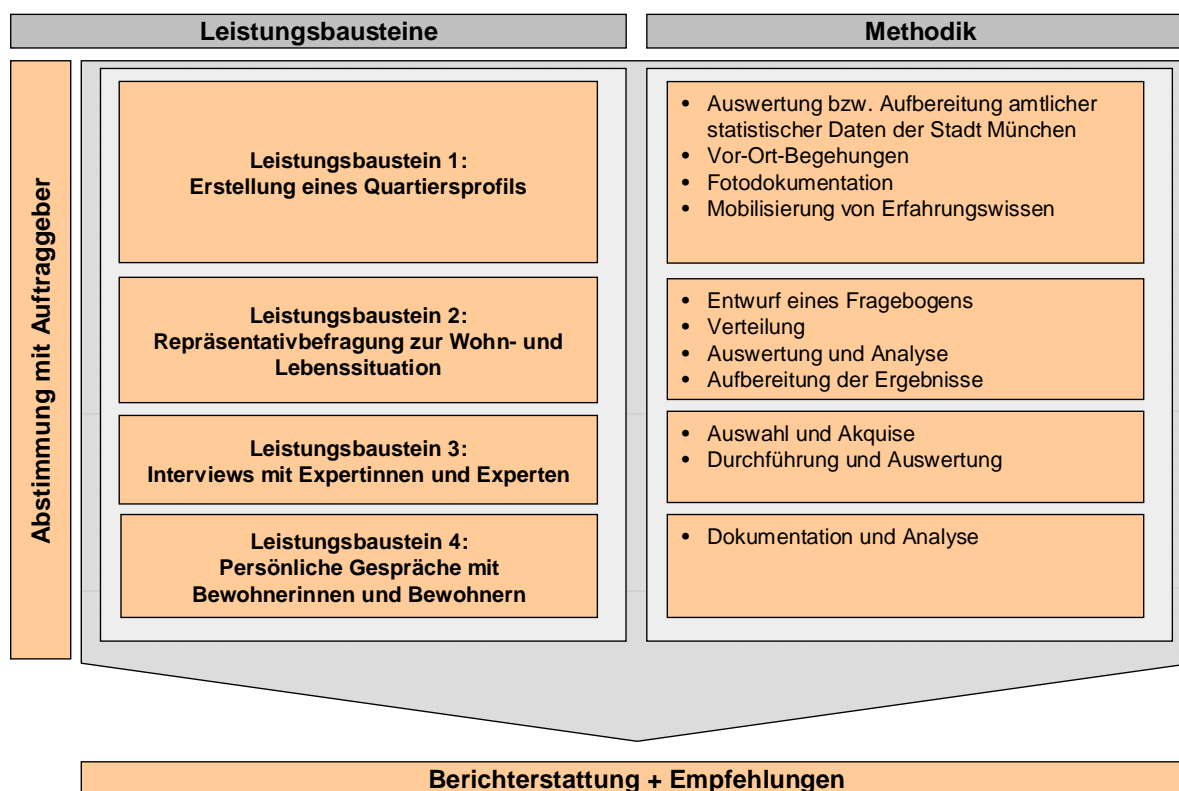 Leistungsbausteine
Methodik
Abstimmung mit Auftraggeber
Leistungsbaustein 1:
Erstellung eines Quartiersprofils
• Auswertung bzw. Aufbereitung amtlicher
statistischer Daten der Stadt München
• Vor-Ort-Begehungen
• Fotodokumentation
• Mobilisierung von Erfahrungswissen
Leistungsbaustein 2:
Repräsentativbefragung zur Wohn- und
Lebenssituation
• Entwurf eines Fragebogens
• Verteilung
• Auswertung und Analyse
• Aufbereitung der Ergebnisse
Leistungsbaustein 3:
Interviews mit Expertinnen und Experten
• Auswahl und Akquise
• Durchführung und Auswertung
Leistungsbaustein 4:
Persönliche Gespräche mit
Bewohnerinnen und Bewohnern
• Dokumentation und Analyse
Berichterstattung + Empfehlungen